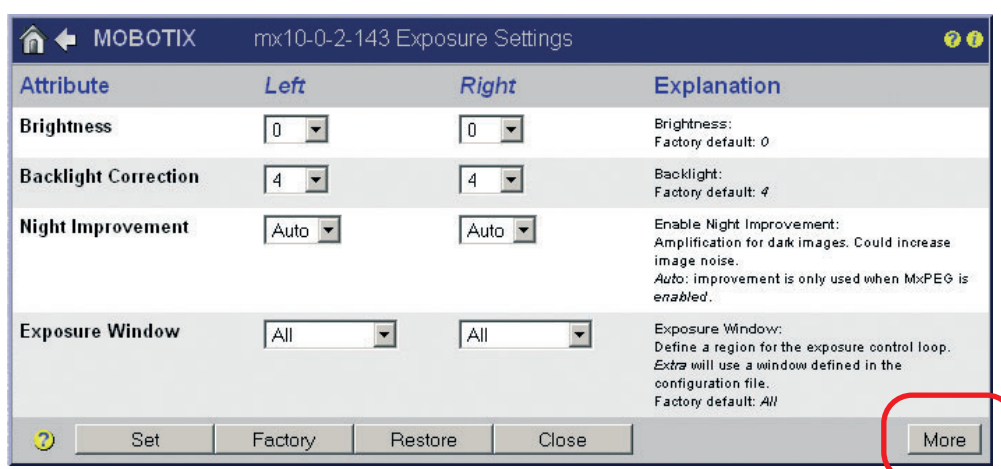 MOBOTIX mx10-0-2-143 Exposure Settings ? i
Attribute Left Right Explanation
Brightness 0 0 Brightness:
Factory default: 0
Backlight Correction 4 4 Backlight:
Factory default: 4
Night Improvement Auto Auto Enable Night Improvement:
Amplification for dark images. Could increase
image noise.
Auto: improvement is only used when MxPEG is
enabled.
Exposure Window All All Exposure Window:
Define a region for the exposure control loop.
Extra will use a window defined in the
configuration file.
Factory default: All
? Set Factory Restore Close More